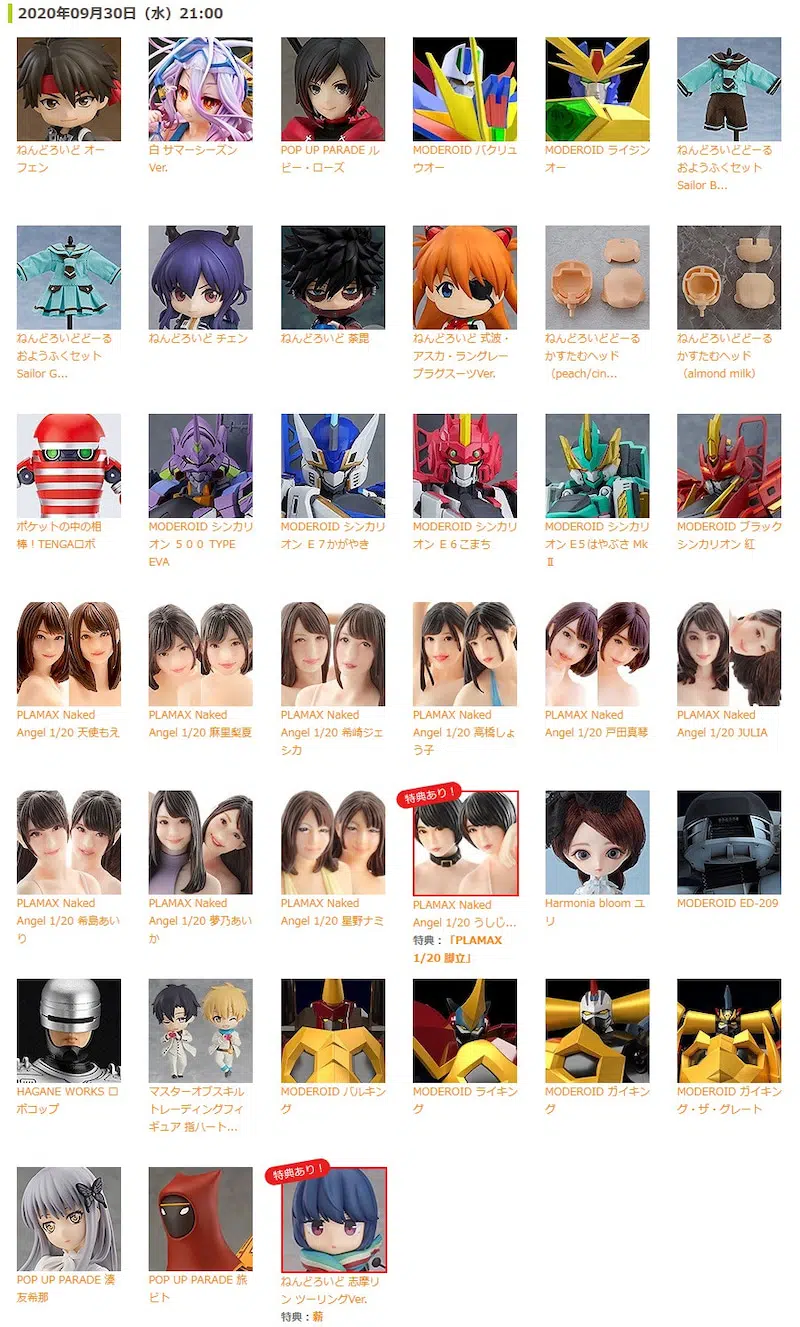 2020年09月30日（水）21:00
ねんどろいど オー
フェン
白 サマーシーズン
Ver.
POP UP PARADE ル
ビー・ローズ
MODEROID バクリュ
ウオー
MODEROID ライジン
オー
ねんどろいどどーる
おようふくセット
Sailor B...
ねんどろいどどーる
おようふくセット
Sailor G...
ねんどろいど チェン
ねんどろいど 荼毘
ねんどろいど 式波・
アスカ・ラングレー
プラグスーツVer.
ねんどろいどどーる
かすたむヘッド
（peach/cin...
ねんどろいどどーる
かすたむヘッド
（almond milk）
ポケットの中の相
棒！TENGAロボ
MODEROID シンカリ
オン ５００ TYPE
EVA
MODEROID シンカリ
オン Ｅ７かがやき
MODEROID シンカリ
オン Ｅ６こまち
MODEROID シンカリ
オン Ｅ５はやぶさ Mk
Ⅱ
MODEROID ブラック
シンカリオン 紅
PLAMAX Naked
Angel 1/20 天使もえ
PLAMAX Naked
Angel 1/20 麻里梨夏
PLAMAX Naked
Angel 1/20 希崎ジェ
シカ
PLAMAX Naked
Angel 1/20 高橋しょ
う子
PLAMAX Naked
Angel 1/20 戸田真琴
PLAMAX Naked
Angel 1/20 JULIA
PLAMAX Naked
Angel 1/20 希島あい
り
PLAMAX Naked
Angel 1/20 夢乃あい
か
PLAMAX Naked
Angel 1/20 星野ナミ
特典あり！
PLAMAX Naked
Angel 1/20 うしじ...
特典：「PLAMAX
1/20 脚立」
Harmonia bloom ユ
リ
MODEROID ED-209
HAGANE WORKS ロ
ボコップ
マスターオブスキル
トレーディングフィ
ギュア 指ハート...
MODEROID バルキン
グ
MODEROID ライキン
グ
MODEROID ガイキン
グ
MODEROID ガイキン
グ・ザ・グレート
POP UP PARADE 湊
友希那
POP UP PARADE 旅
ビト
特典あり！
ねんどろいど 志摩リ
ン ツーリングVer.
特典：薪